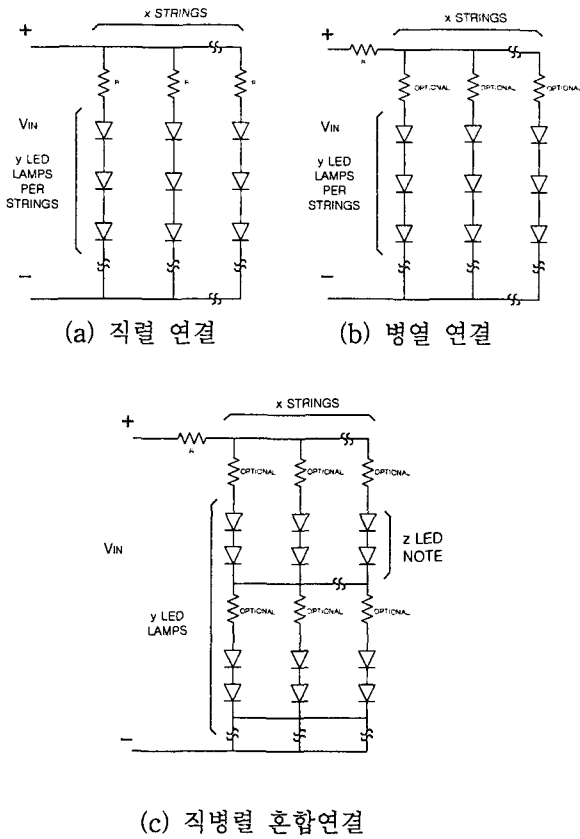 x STRINGS
+
R R R
VIN
y LED
LAMPS
PER
STRINGS
−
(a) 직렬 연결
x STRINGS
+
R
OPTIONAL OPTIONAL OPTIONAL
VIN
y LED
LAMPS
PER
STRINGS
−
(b) 병열 연결
x STRINGS
+
R
OPTIONAL OPTIONAL OPTIONAL
z LED
NOTE
VIN
OPTIONAL OPTIONAL OPTIONAL
y LED
LAMPS
−
(c) 직병렬 혼합연결